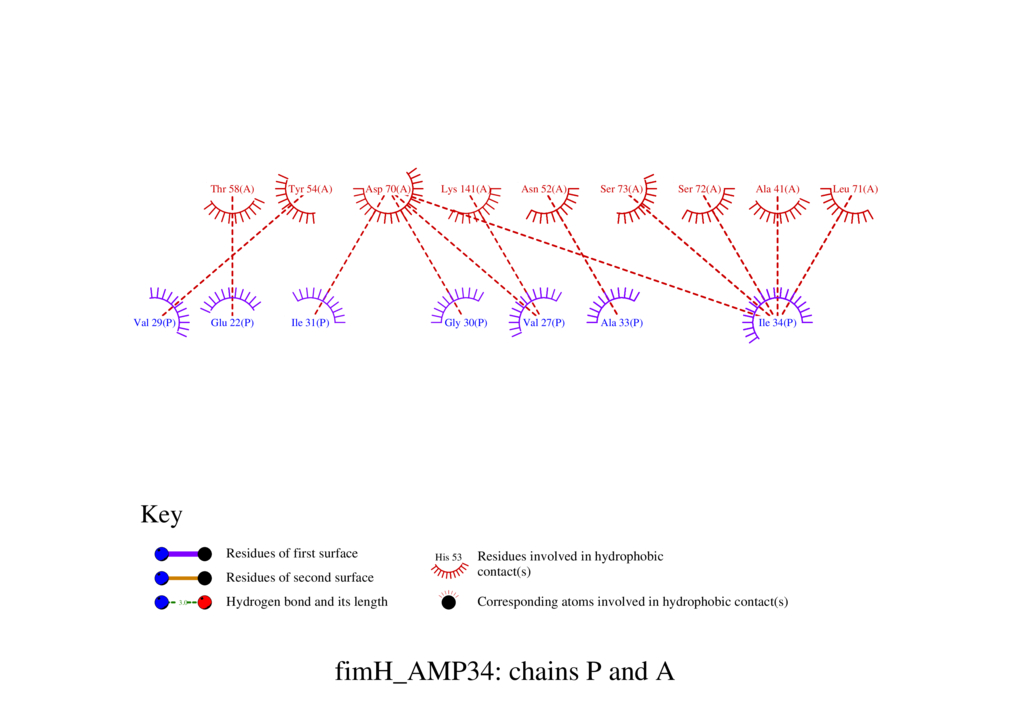 Thr 58(A) Tyr 54(A) Asp 70(A) Lys 141(A) Asn 52(A) Ser 73(A) Ser 72(A) Ala 41(A) Leu 71(A)
Val 29(P) Glu 22(P) Ile 31(P) Gly 30(P) Val 27(P) Ala 33(P) Ile 34(P)
Key
Residues of first surface
Residues of second surface
3.0 Hydrogen bond and its length
His 53 Residues involved in hydrophobic
contact(s)
Corresponding atoms involved in hydrophobic contact(s)
fimH_AMP34: chains P and A